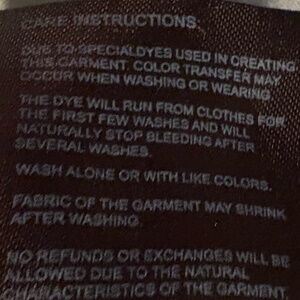 CARE INSTRUCTIONS:
DUE TO SPECIALDYES USED IN CREATING
THIS GARMENT. COLOR TRANSFER MAY
OCCUR WHEN WASHING OR WEARING.
THE DYE WILL RUN FROM CLOTHES FOR
THE FIRST FEW WASHES AND WILL
NATURALLY STOP BLEEDING AFTER
SEVERAL WASHES.
WASH ALONE OR WITH LIKE COLORS.
FABRIC OF THE GARMENT MAY SHRINK
AFTER WASHING.
NO REFUNDS OR EXCHANGES WILL BE
ALLOWED DUE TO THE NATURAL
CHARACTERISTICS OF THE GARMENT